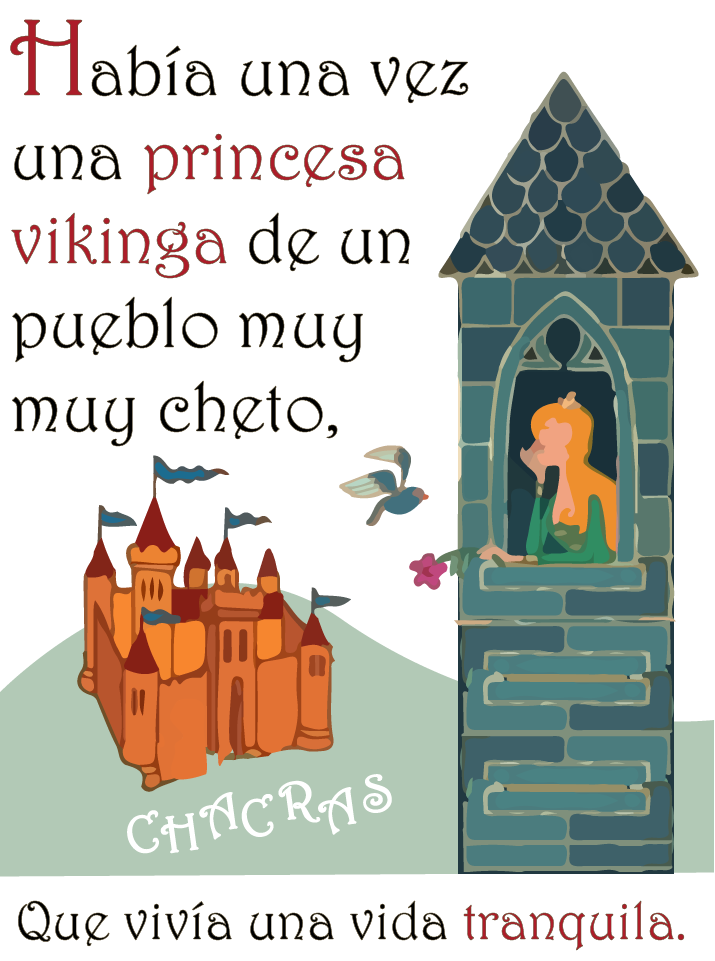 Había una vez
una princesa
vikinga de un
pueblo muy
muy cheto,
CHACRAS
Que vivía una vida tranquila.